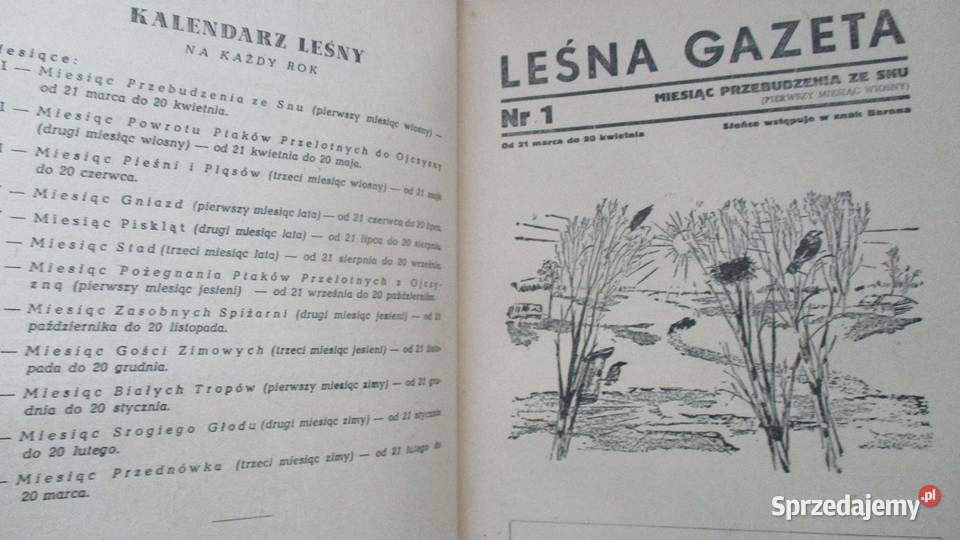 KALENDARZ LEŚNY
NA KAŻDY ROK
esiące:
I — Miesiąc Przebudzenia ze Snu (pierwszy miesiąc wiosny) —
od 21 marca do 20 kwietnia.
I — Miesiąc Powrotu Ptaków Przelotnych do Ojczyzny
(drugi miesiąc wiosny) — od 21 kwietnia do 20 maja.
I — Miesiąc Pieśni i Pląsów (trzeci miesiąc wiosny) — od 21 maja
do 20 czerwca.
— Miesiąc Gniazd (pierwszy miesiąc lata) — od 21 czerwca do 20 lipca.
— Miesiąc Piskląt (drugi miesiąc lata) — od 21 lipca do 20 sierpnia.
— Miesiąc Stad (trzeci miesiąc lata) — od 21 sierpnia do 20 września.
— Miesiąc Pożegnania Ptaków Przelotnych z Ojczy-
zną (pierwszy miesiąc jesieni) — od 21 września do 20 października.
— Miesiąc Zasobnych Spiżarni (drugi miesiąc jesieni) — od 21
października do 20 listopada.
— Miesiąc Gości Zimowych (trzeci miesiąc jesieni) — od 21 listo-
pada do 20 grudnia.
— Miesiąc Białych Tropów (pierwszy miesiąc zimy) — od 21 gru-
dnia do 20 stycznia.
— Miesiąc Srogiego Głodu (drugi miesiąc zimy) — od 21 stycznia
do 20 lutego.
— Miesiąc Przednówka (trzeci miesiąc zimy) — od 21 lutego do
20 marca.
LEŚNA GAZETA
Nr 1
MIESIĄC PRZEBUDZENIA ZE SNU
(PIERWSZY MIESIĄC WIOSNY)
Od 21 marca do 20 kwietnia
Słońce wstępuje w znak Barana
Sprzedajemy.pl